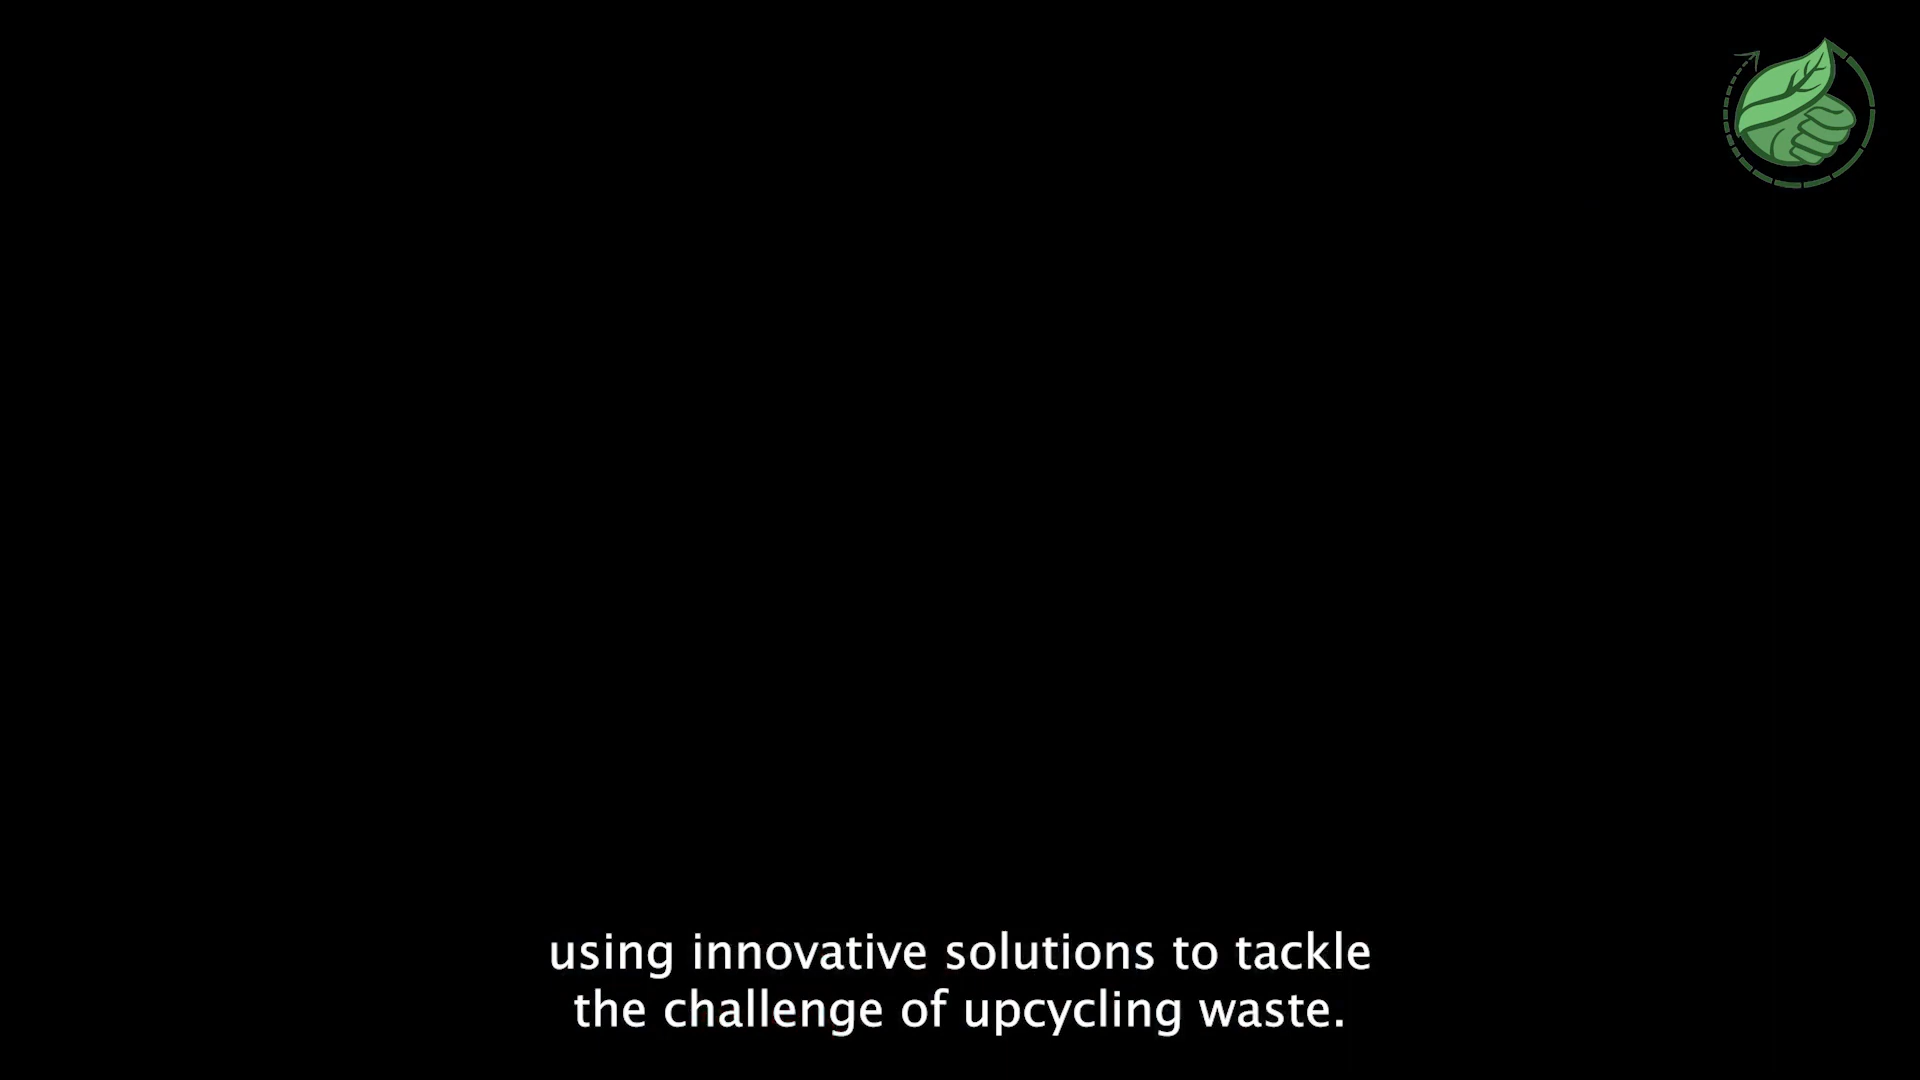 using innovative solutions to tackle
the challenge of upcycling waste.